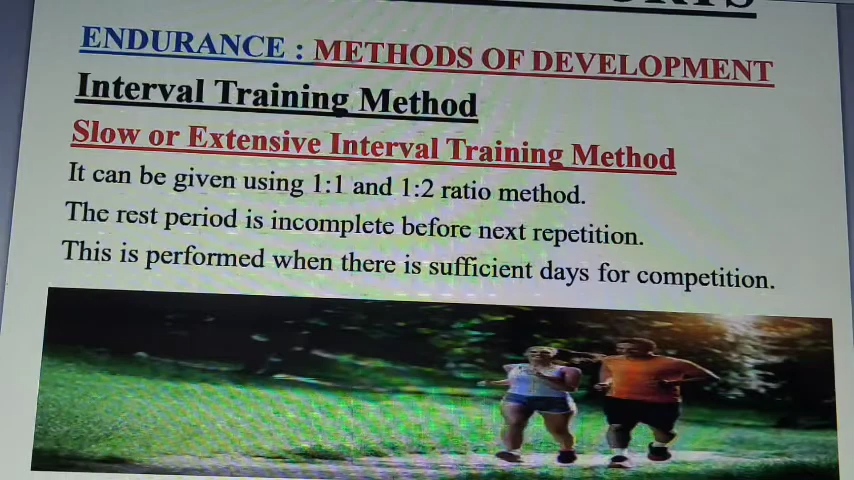 ENDURANCE : METHODS OF DEVELOPMENT
Interval Training Method
Slow or Extensive Interval Training Method
It can be given using 1:1 and 1:2 ratio method.
The rest period is incomplete before next repetition.
This is performed when there is sufficient days for competition.